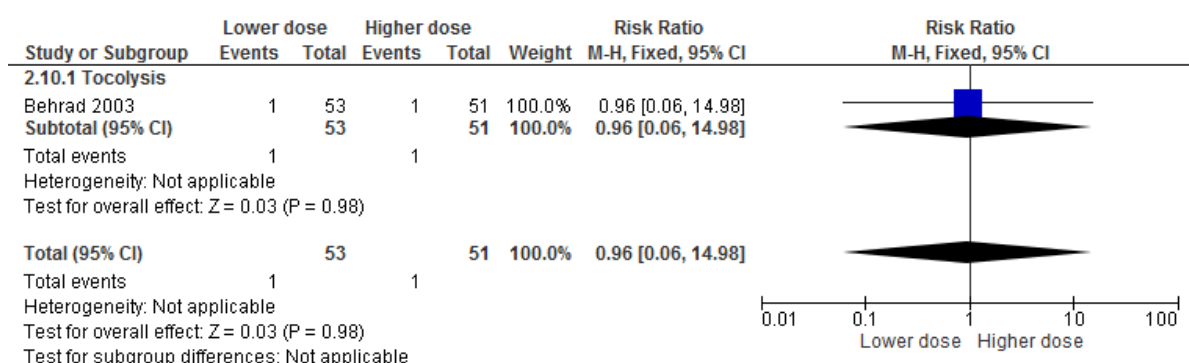 Lower dose Higher dose Risk Ratio Risk Ratio
Study or Subgroup Events Total Events Total Weight M-H, Fixed, 95% CI M-H, Fixed, 95% CI
2.10.1 Tocolysis
Behrad 2003 1 53 1 51 100.0% 0.96 [0.06, 14.98]
Subtotal (95% CI) 53 51 100.0% 0.96 [0.06, 14.98]
Total events 1 1
Heterogeneity: Not applicable
Test for overall effect: Z = 0.03 (P = 0.98)
Total (95% CI) 53 51 100.0% 0.96 [0.06, 14.98]
Total events 1 1
Heterogeneity: Not applicable
Test for overall effect: Z = 0.03 (P = 0.98)
Test for subgroup differences: Not applicable
0.01 0.1 1 10 100
Lower dose Higher dose